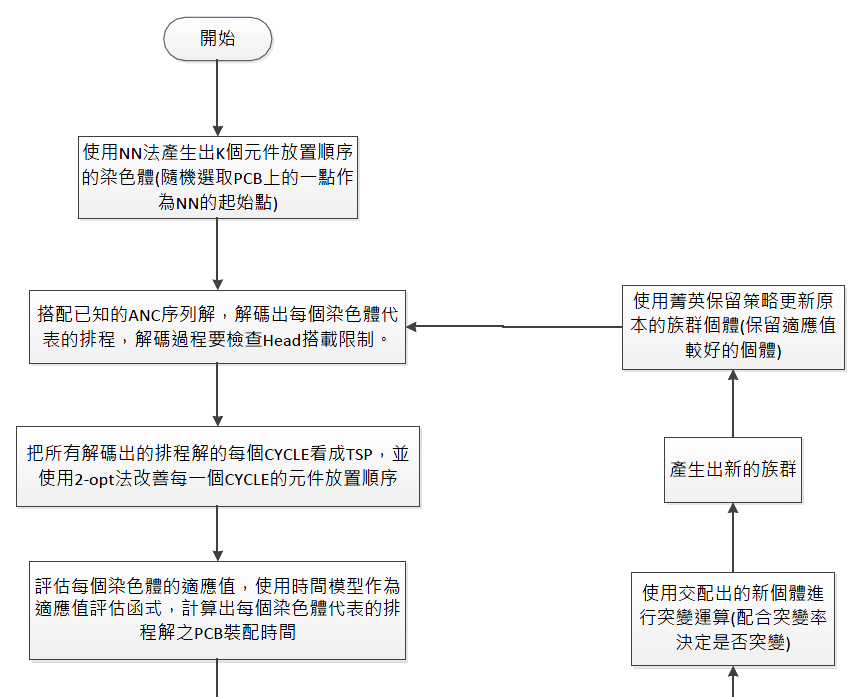 開始
使用NN法產生出K個元件放置順序
的染色體(隨機選取PCB上的一點作
為NN的起始點)
搭配已知的ANC序列解，解碼出每個染色體代
表的排程，解碼過程要檢查Head搭載限制。
把所有解碼出的排程解的每個CYCLE看成TSP，並
使用2-opt法改善每一個CYCLE的元件放置順序
評估每個染色體的適應值，使用時間模型作為
適應值評估函式，計算出每個染色體代表的排
程解之PCB裝配時間
使用菁英保留策略更新原
本的族群個體(保留適應值
較好的個體)
產生出新的族群
使用交配出的新個體進
行突變運算(配合突變率
決定是否突變)